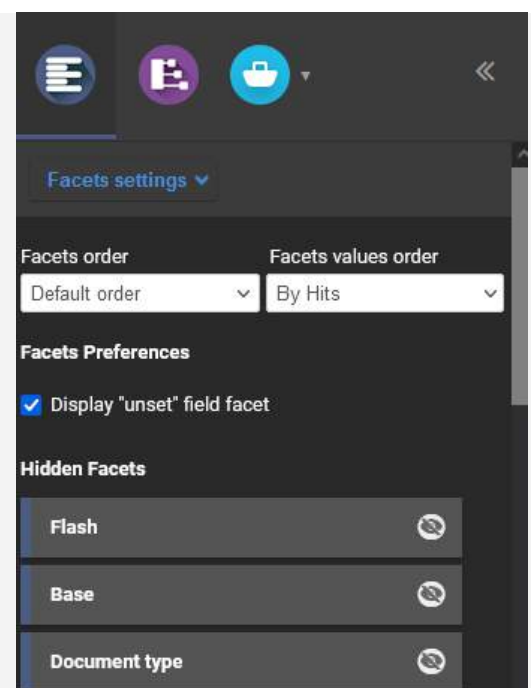 Facets settings
Facets order Facets values order
Default order By Hits
Facets Preferences
Display "unset" field facet
Hidden Facets
Flash
Base
Document type